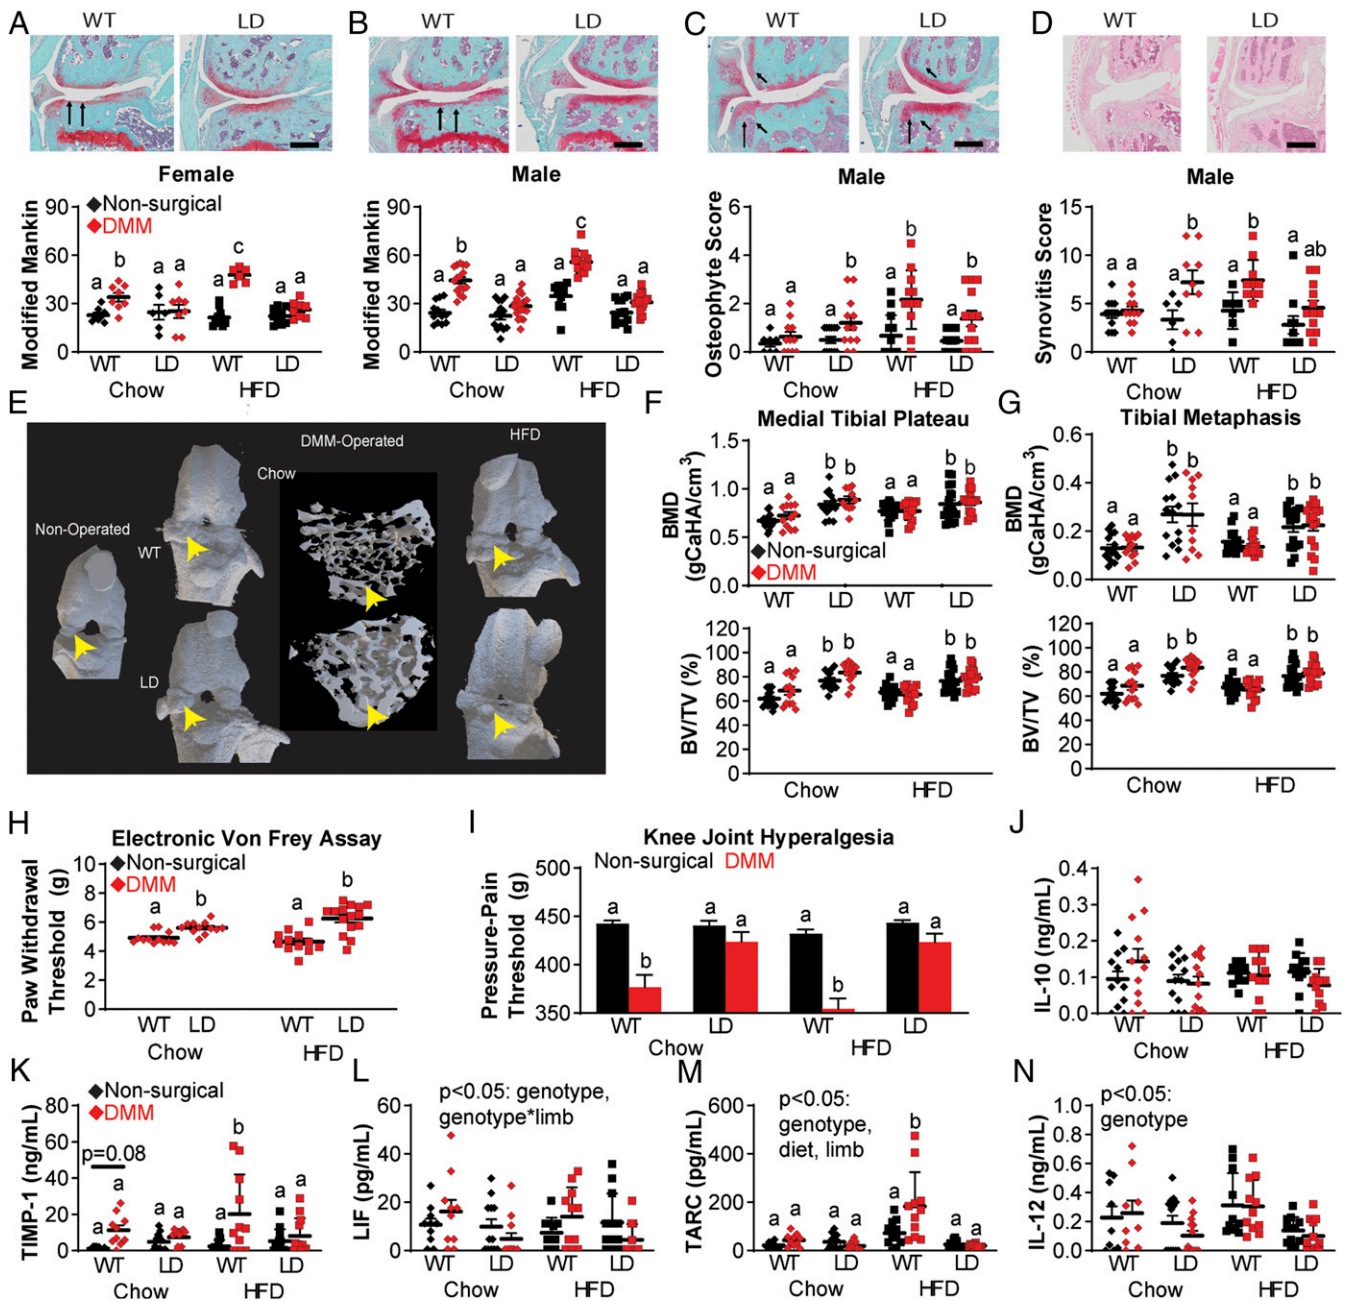 A WT LD
B WT LD
C WT LD
D WT LD
Female
Modified Mankin
90
60
30
0
Non-surgical
DMM
a b a a a c a a
WT LD WT LD
Chow HFD
Male
Modified Mankin
90
60
30
0
a b a a a c a a
WT LD WT LD
Chow HFD
Male
Osteophyte Score
6
4
2
0
a a a b a b a b
WT LD WT LD
Chow HFD
Male
Synovitis Score
15
10
5
0
a a a b a b a ab
WT LD WT LD
Chow HFD
E
Non-Operated
DMM-Operated
Chow
HFD
WT
LD
F
Medial Tibial Plateau
BMD
(gCaHA/cm³)
1.5
1.0
0.5
0.0
a a b b a a b b
Non-surgical
DMM
WT LD WT LD
BV/TV (%)
120
100
80
60
40
20
0
a a b b a a b b
WT LD WT LD
Chow HFD
G
Tibial Metaphasis
BMD
(gCaHA/cm³)
0.6
0.4
0.2
0.0
a a b b a a b b
WT LD WT LD
BV/TV (%)
120
100
80
60
40
20
0
a a b b a a b b
WT LD WT LD
Chow HFD
H
Electronic Von Frey Assay
Paw Withdrawal
Threshold (g)
10
8
6
4
2
0
Non-surgical
DMM
a b a b
WT LD WT LD
Chow HFD
I
Knee Joint Hyperalgesia
Non-surgical DMM
Pressure-Pain
Threshold (g)
500
450
400
350
a b a a a b a a
WT LD WT LD
Chow HFD
J
IL-10 (ng/mL)
0.4
0.3
0.2
0.1
0.0
WT LD WT LD
Chow HFD
K
Non-surgical
DMM
TIMP-1 (ng/mL)
80
60
40
20
0
p=0.08
a a a a a b a a
WT LD WT LD
Chow HFD
L
p<0.05: genotype,
genotype*limb
LIF (pg/mL)
60
40
20
0
WT LD WT LD
Chow HFD
M
p<0.05:
genotype,
diet, limb
TARC (pg/mL)
600
400
200
0
a a a a a b a a
WT LD WT LD
Chow HFD
N
p<0.05:
genotype
IL-12 (ng/mL)
1.0
0.8
0.6
0.4
0.2
0.0
WT LD WT LD
Chow HFD